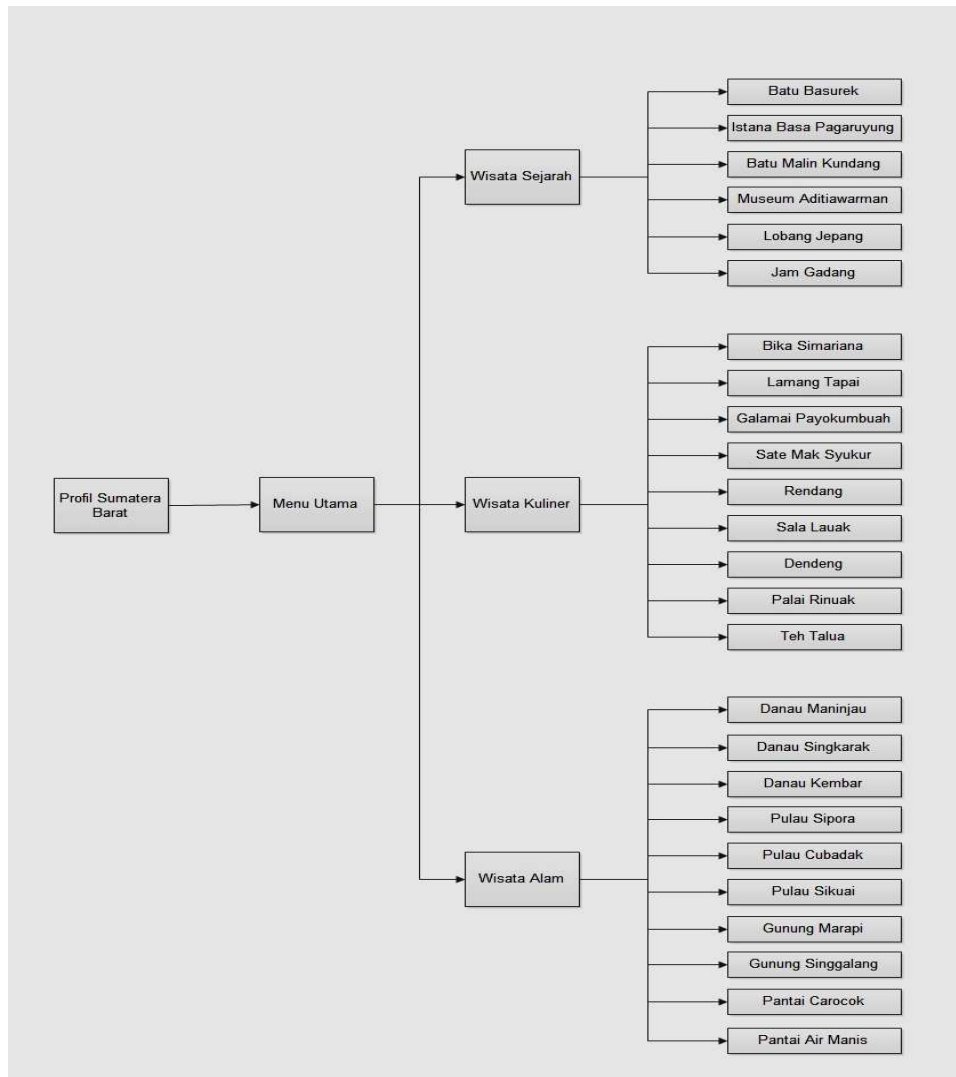 Profil Sumatera
Barat
Menu Utama
Wisata Sejarah
Batu Basurek
Istana Basa Pagaruyung
Batu Malin Kundang
Museum Aditiawarman
Lobang Jepang
Jam Gadang
Wisata Kuliner
Bika Simariana
Lamang Tapai
Galamai Payokumbuah
Sate Mak Syukur
Rendang
Sala Lauak
Dendeng
Palai Rinuak
Teh Talua
Wisata Alam
Danau Maninjau
Danau Singkarak
Danau Kembar
Pulau Sipora
Pulau Cubadak
Pulau Sikuai
Gunung Marapi
Gunung Singgalang
Pantai Carocok
Pantai Air Manis